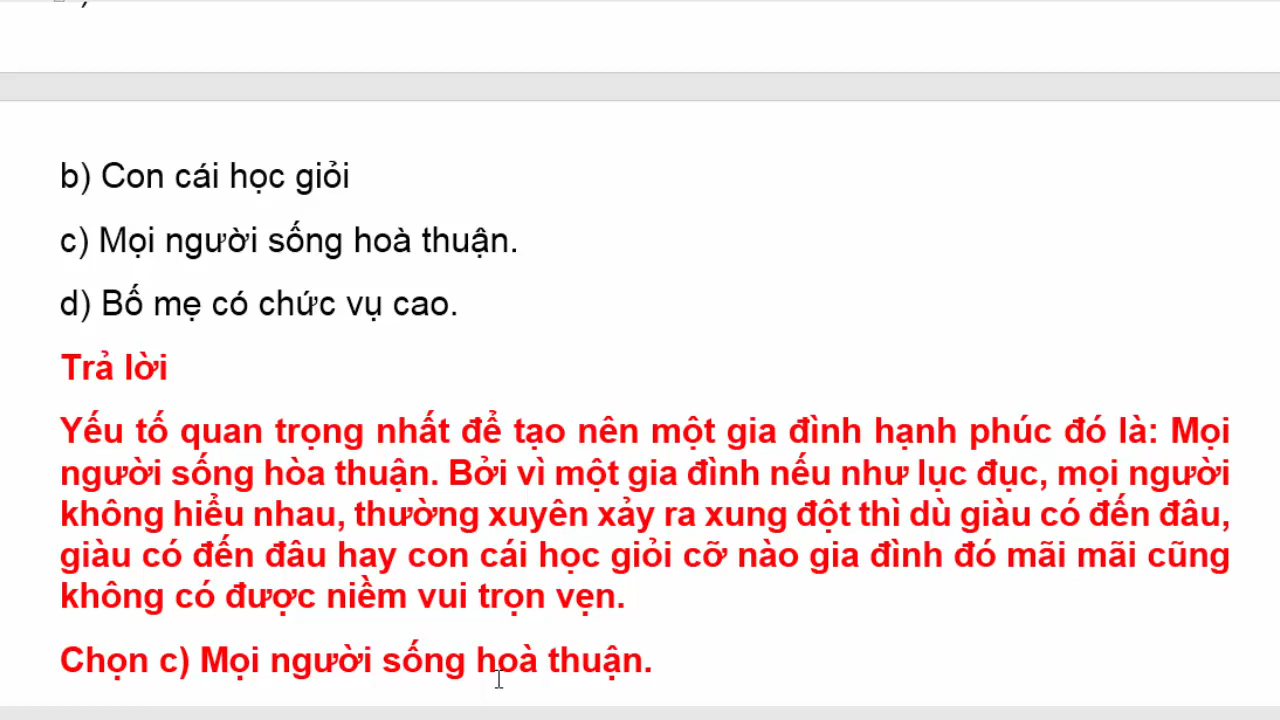 b) Con cái học giỏi
c) Mọi người sống hoà thuận.
d) Bố mẹ có chức vụ cao.
Trả lời
Yếu tố quan trọng nhất để tạo nên một gia đình hạnh phúc đó là: Mọi
người sống hòa thuận. Bởi vì một gia đình nếu như lục đục, mọi người
không hiểu nhau, thường xuyên xảy ra xung đột thì dù giàu có đến đâu,
giàu có đến đâu hay con cái học giỏi cỡ nào gia đình đó mãi mãi cũng
không có được niềm vui trọn vẹn.
Chọn c) Mọi người sống hoà thuận.